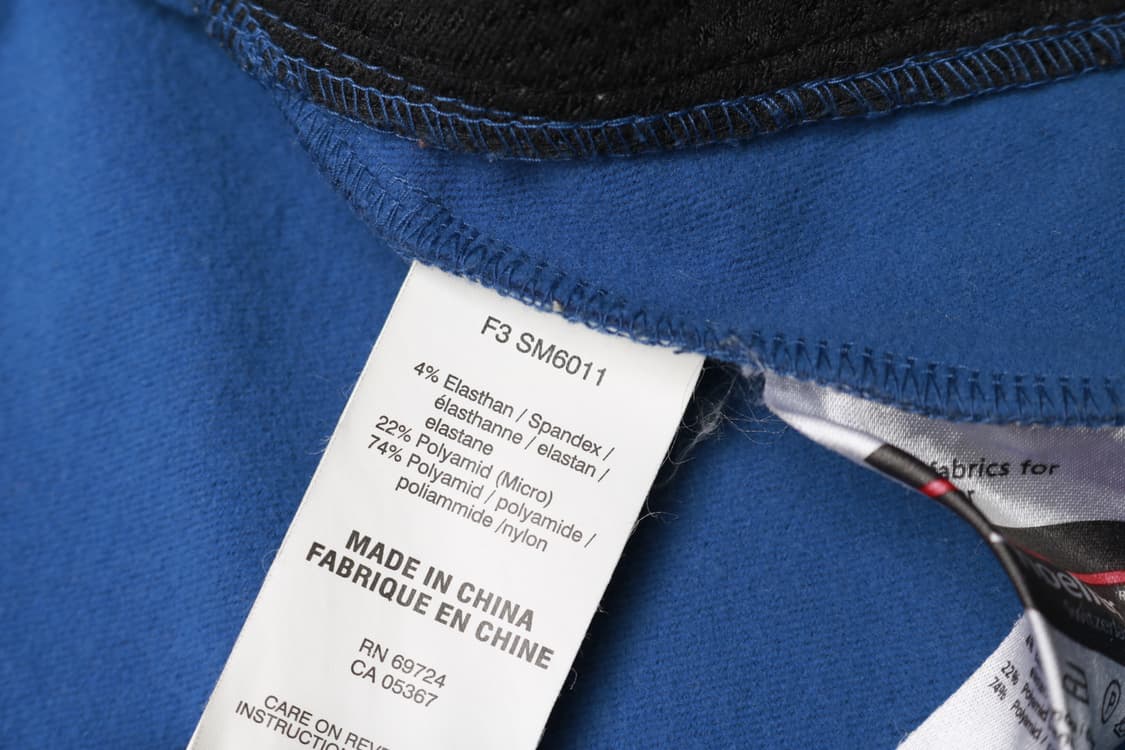 F3 SM6011
4% Elasthan / Spandex /
élasthanne / elastan /
elastane
22% Polyamid (Micro)
74% Polyamid / polyamide /
poliammide /nylon
MADE IN CHINA
FABRIQUE EN CHINE
RN 69724
CA 05367
CARE ON
INSTRUCTIO
fabrics for
22%
74%